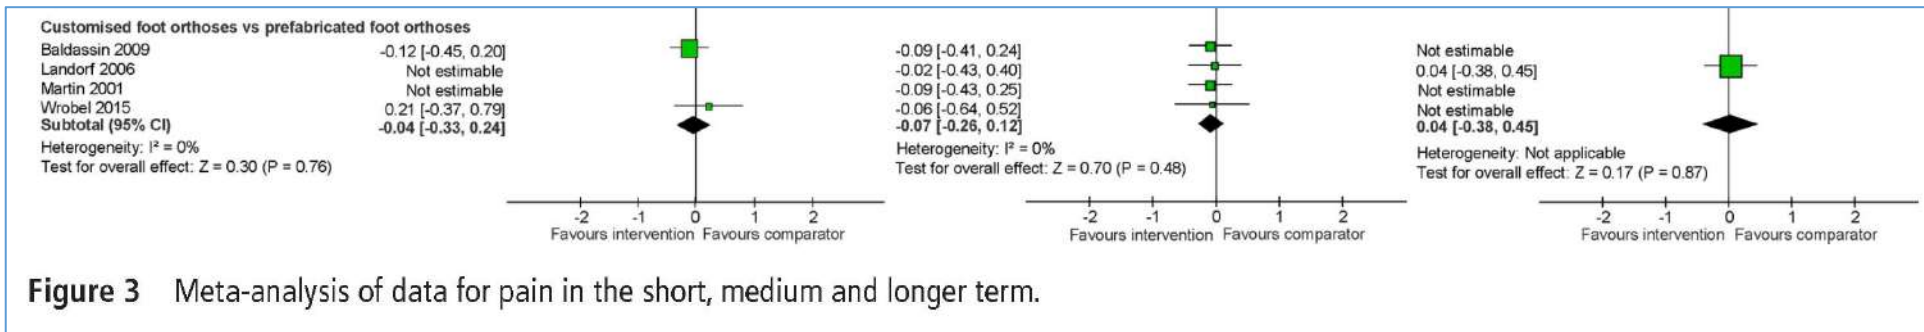 Customised foot orthoses vs prefabricated foot orthoses
Baldassin 2009 -0.12 [-0.45, 0.20] -0.09 [-0.41, 0.24] Not estimable
Landorf 2006 Not estimable -0.02 [-0.43, 0.40] 0.04 [-0.38, 0.45]
Martin 2001 Not estimable -0.09 [-0.43, 0.25] Not estimable
Wrobel 2015 0.21 [-0.37, 0.79] -0.06 [-0.64, 0.52] Not estimable
Subtotal (95% CI) -0.04 [-0.33, 0.24] -0.07 [-0.26, 0.12] 0.04 [-0.38, 0.45]
Heterogeneity: I² = 0% Heterogeneity: I² = 0% Heterogeneity: Not applicable
Test for overall effect: Z = 0.30 (P = 0.76) Test for overall effect: Z = 0.70 (P = 0.48) Test for overall effect: Z = 0.17 (P = 0.87)
-2 -1 0 1 2 -2 -1 0 1 2 -2 -1 0 1 2
Favours intervention Favours comparator Favours intervention Favours comparator Favours intervention Favours comparator
Figure 3 Meta-analysis of data for pain in the short, medium and longer term.